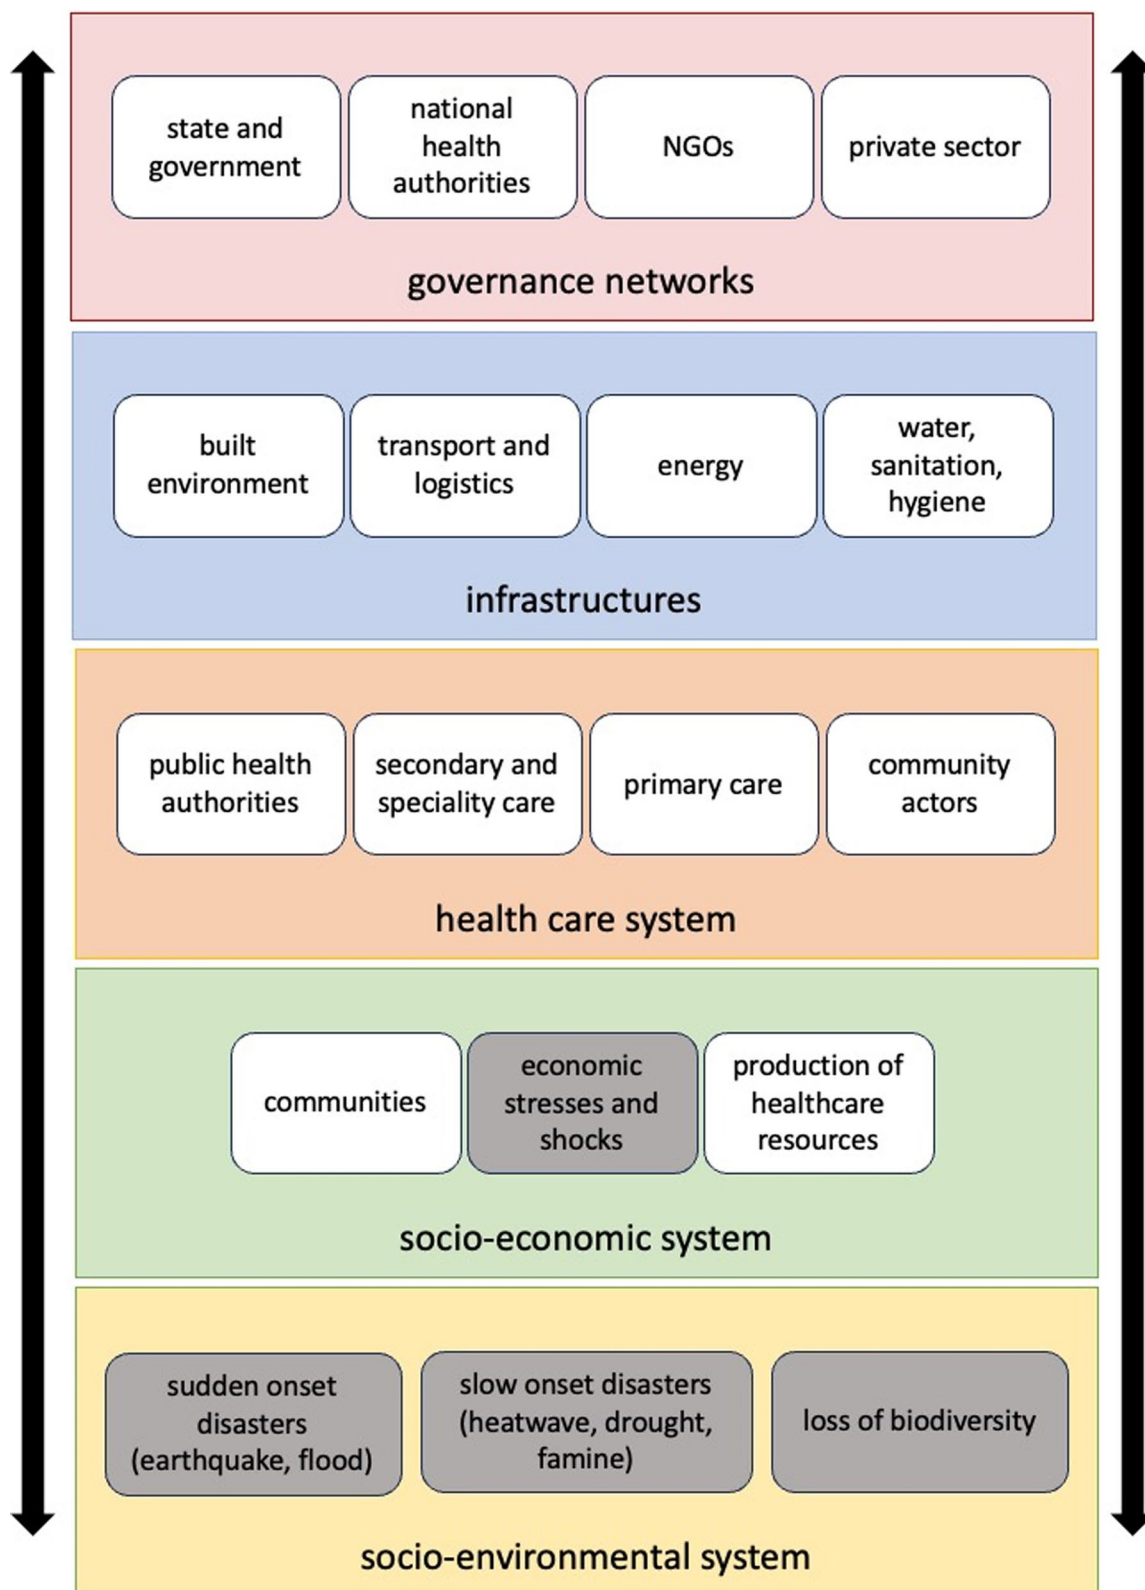 state and
government
national
health
authorities
NGOs
private sector
governance networks
built
environment
transport and
logistics
energy
water,
sanitation,
hygiene
infrastructures
public health
authorities
secondary and
speciality care
primary care
community
actors
health care system
communities
economic
stresses and
shocks
production of
healthcare
resources
socio-economic system
sudden onset
disasters
(earthquake, flood)
slow onset disasters
(heatwave, drought,
famine)
loss of biodiversity
socio-environmental system